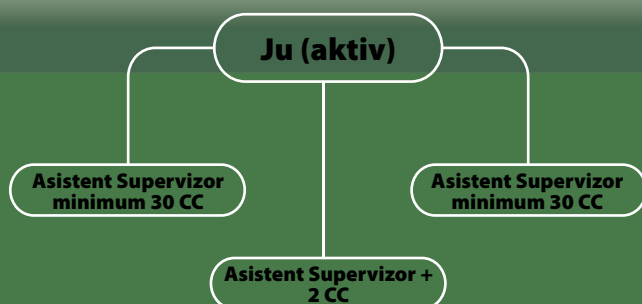 Ju (aktiv)
Asistent Supervizor
minimum 30 CC
Asistent Supervizor
minimum 30 CC
Asistent Supervizor +
2 CC